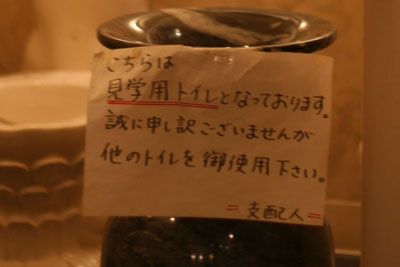 こちらは
見学用トイレとなっております。
誠に申し訳ございませんが
他のトイレを御使用下さい。
= 支配人 =